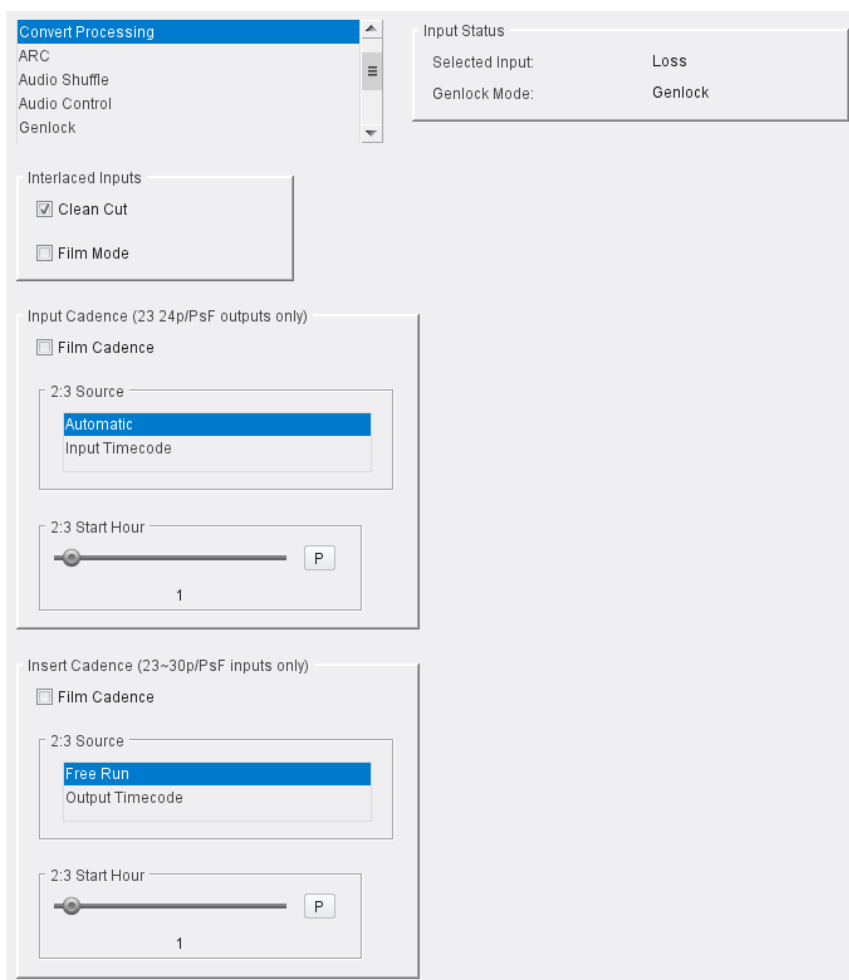 Convert Processing
ARC
Audio Shuffle
Audio Control
Genlock
Input Status
Selected Input: Loss
Genlock Mode: Genlock
Interlaced Inputs
Clean Cut
Film Mode
Input Cadence (23 24p/PsF outputs only)
Film Cadence
2:3 Source
Automatic
Input Timecode
2:3 Start Hour
P
1
Insert Cadence (23~30p/PsF inputs only)
Film Cadence
2:3 Source
Free Run
Output Timecode
2:3 Start Hour
P
1